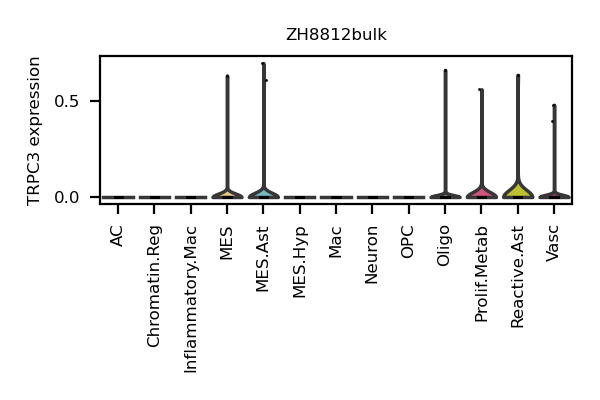 ZH8812bulk
TRPC3 expression
0.5
0.0
AC
Chromatin.Reg
Inflammatory.Mac
MES
MES.Ast
MES.Hyp
Mac
Neuron
OPC
Oligo
Prolif.Metab
Reactive.Ast
Vasc